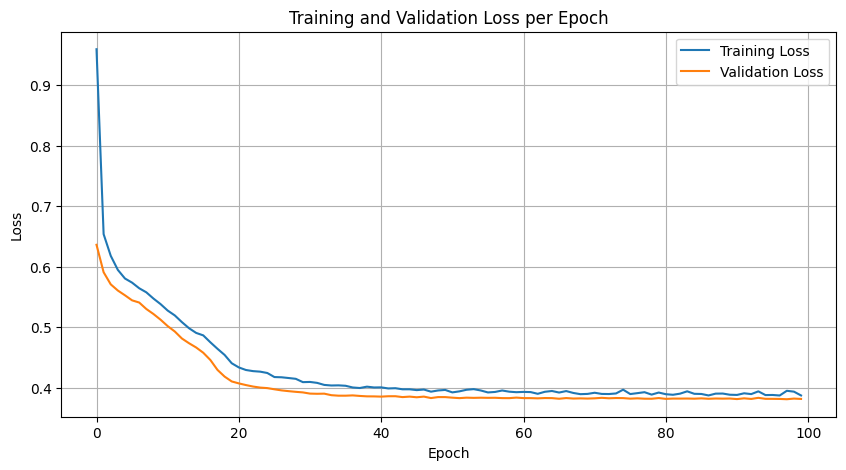 Training and Validation Loss per Epoch
Training Loss
Validation Loss
0.9
0.8
0.7
0.6
0.5
0.4
Loss
0
20
40
60
80
100
Epoch